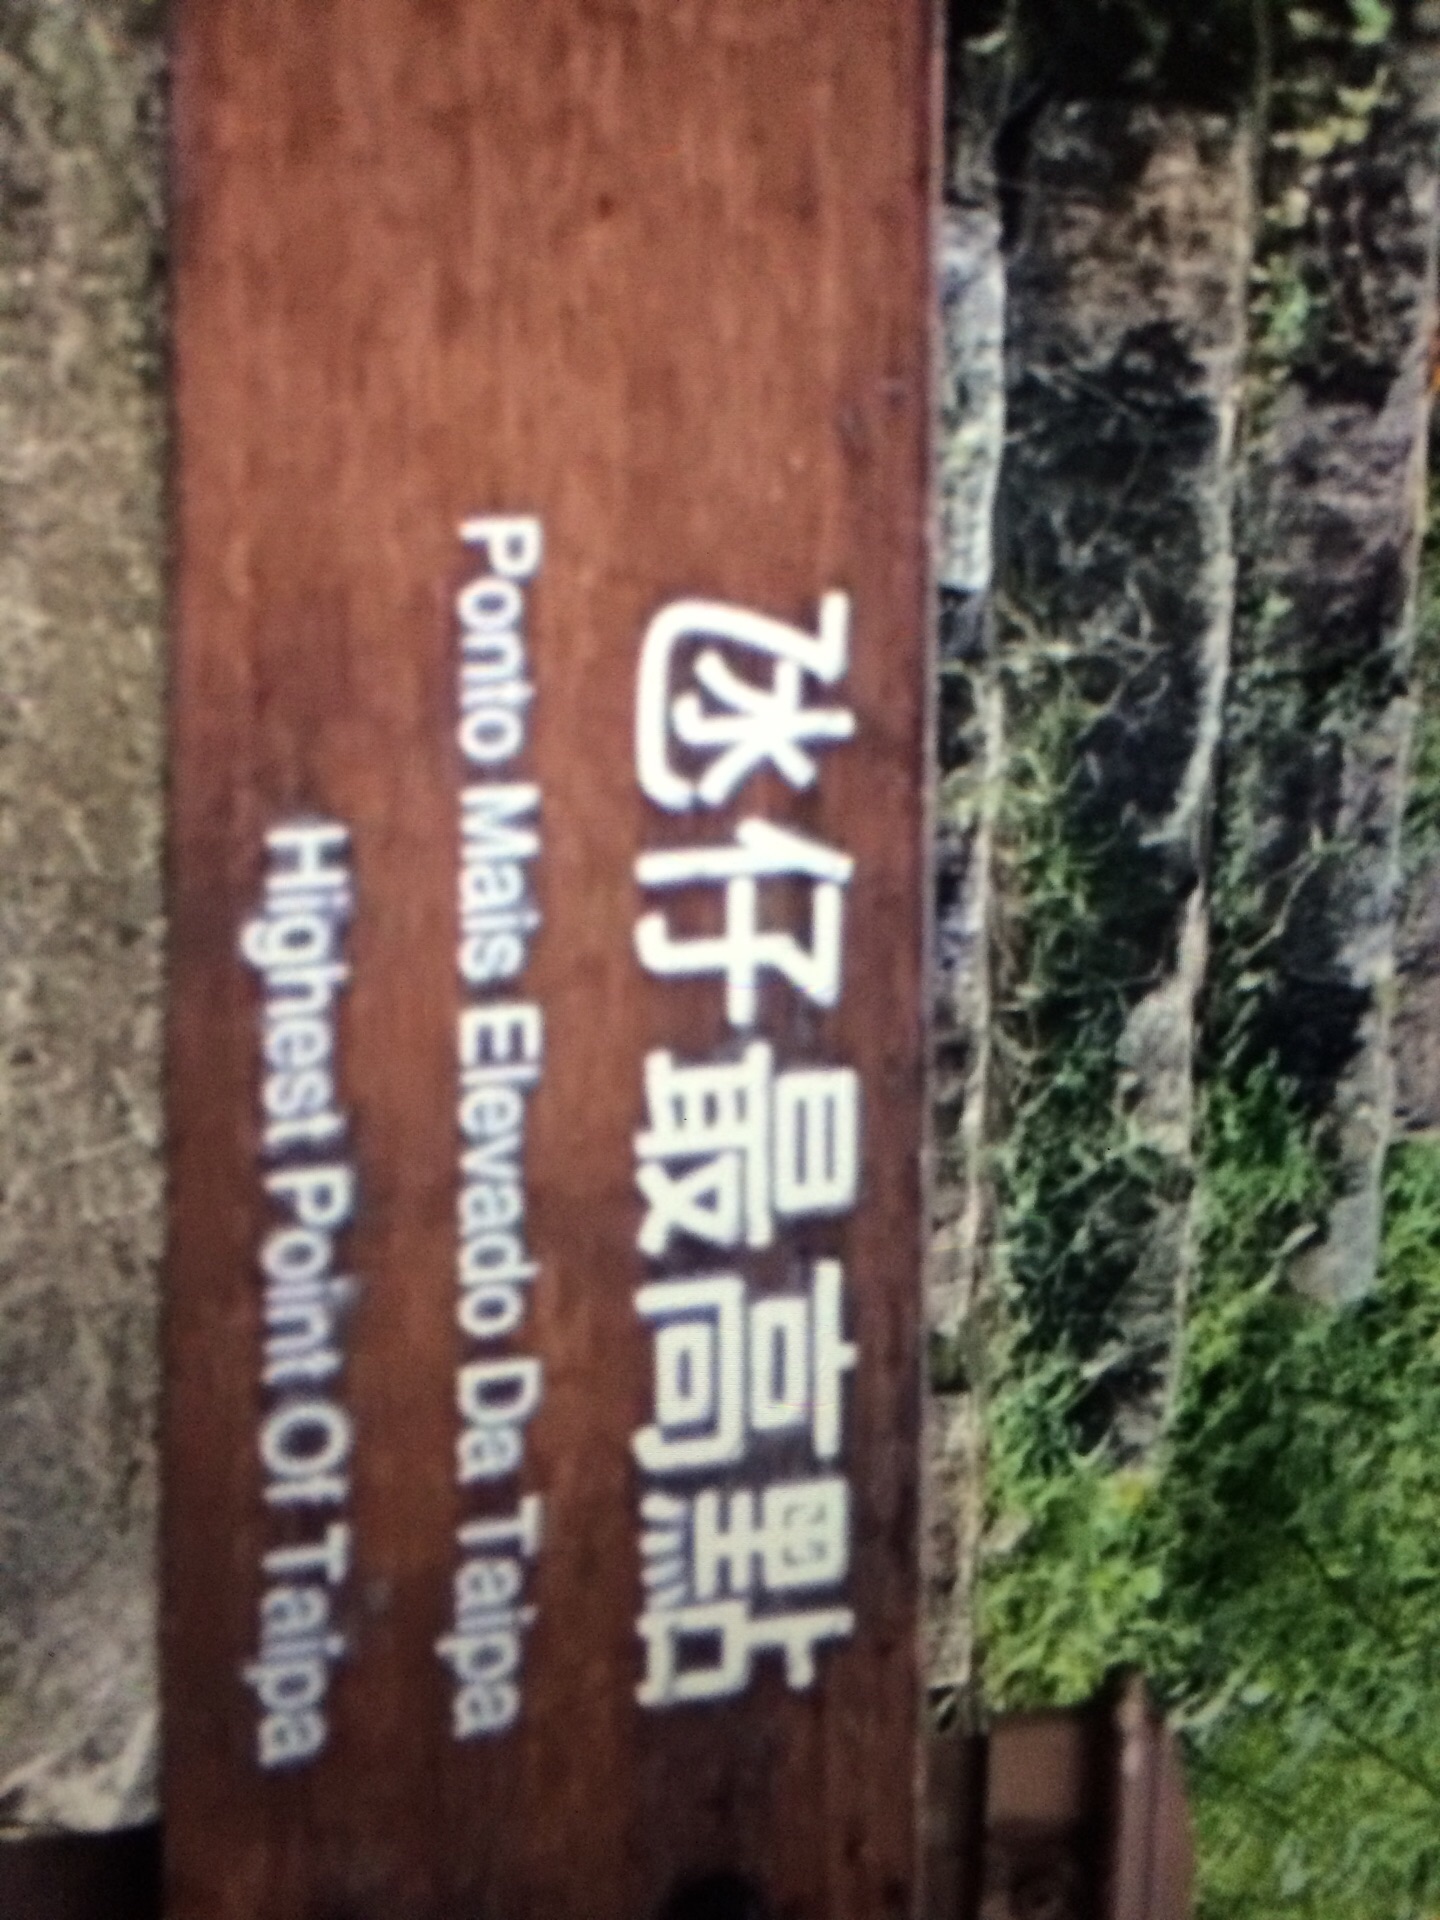 氹仔最高點
Ponto Mais Elevado Da Taipa
Highest Point Of Taipa